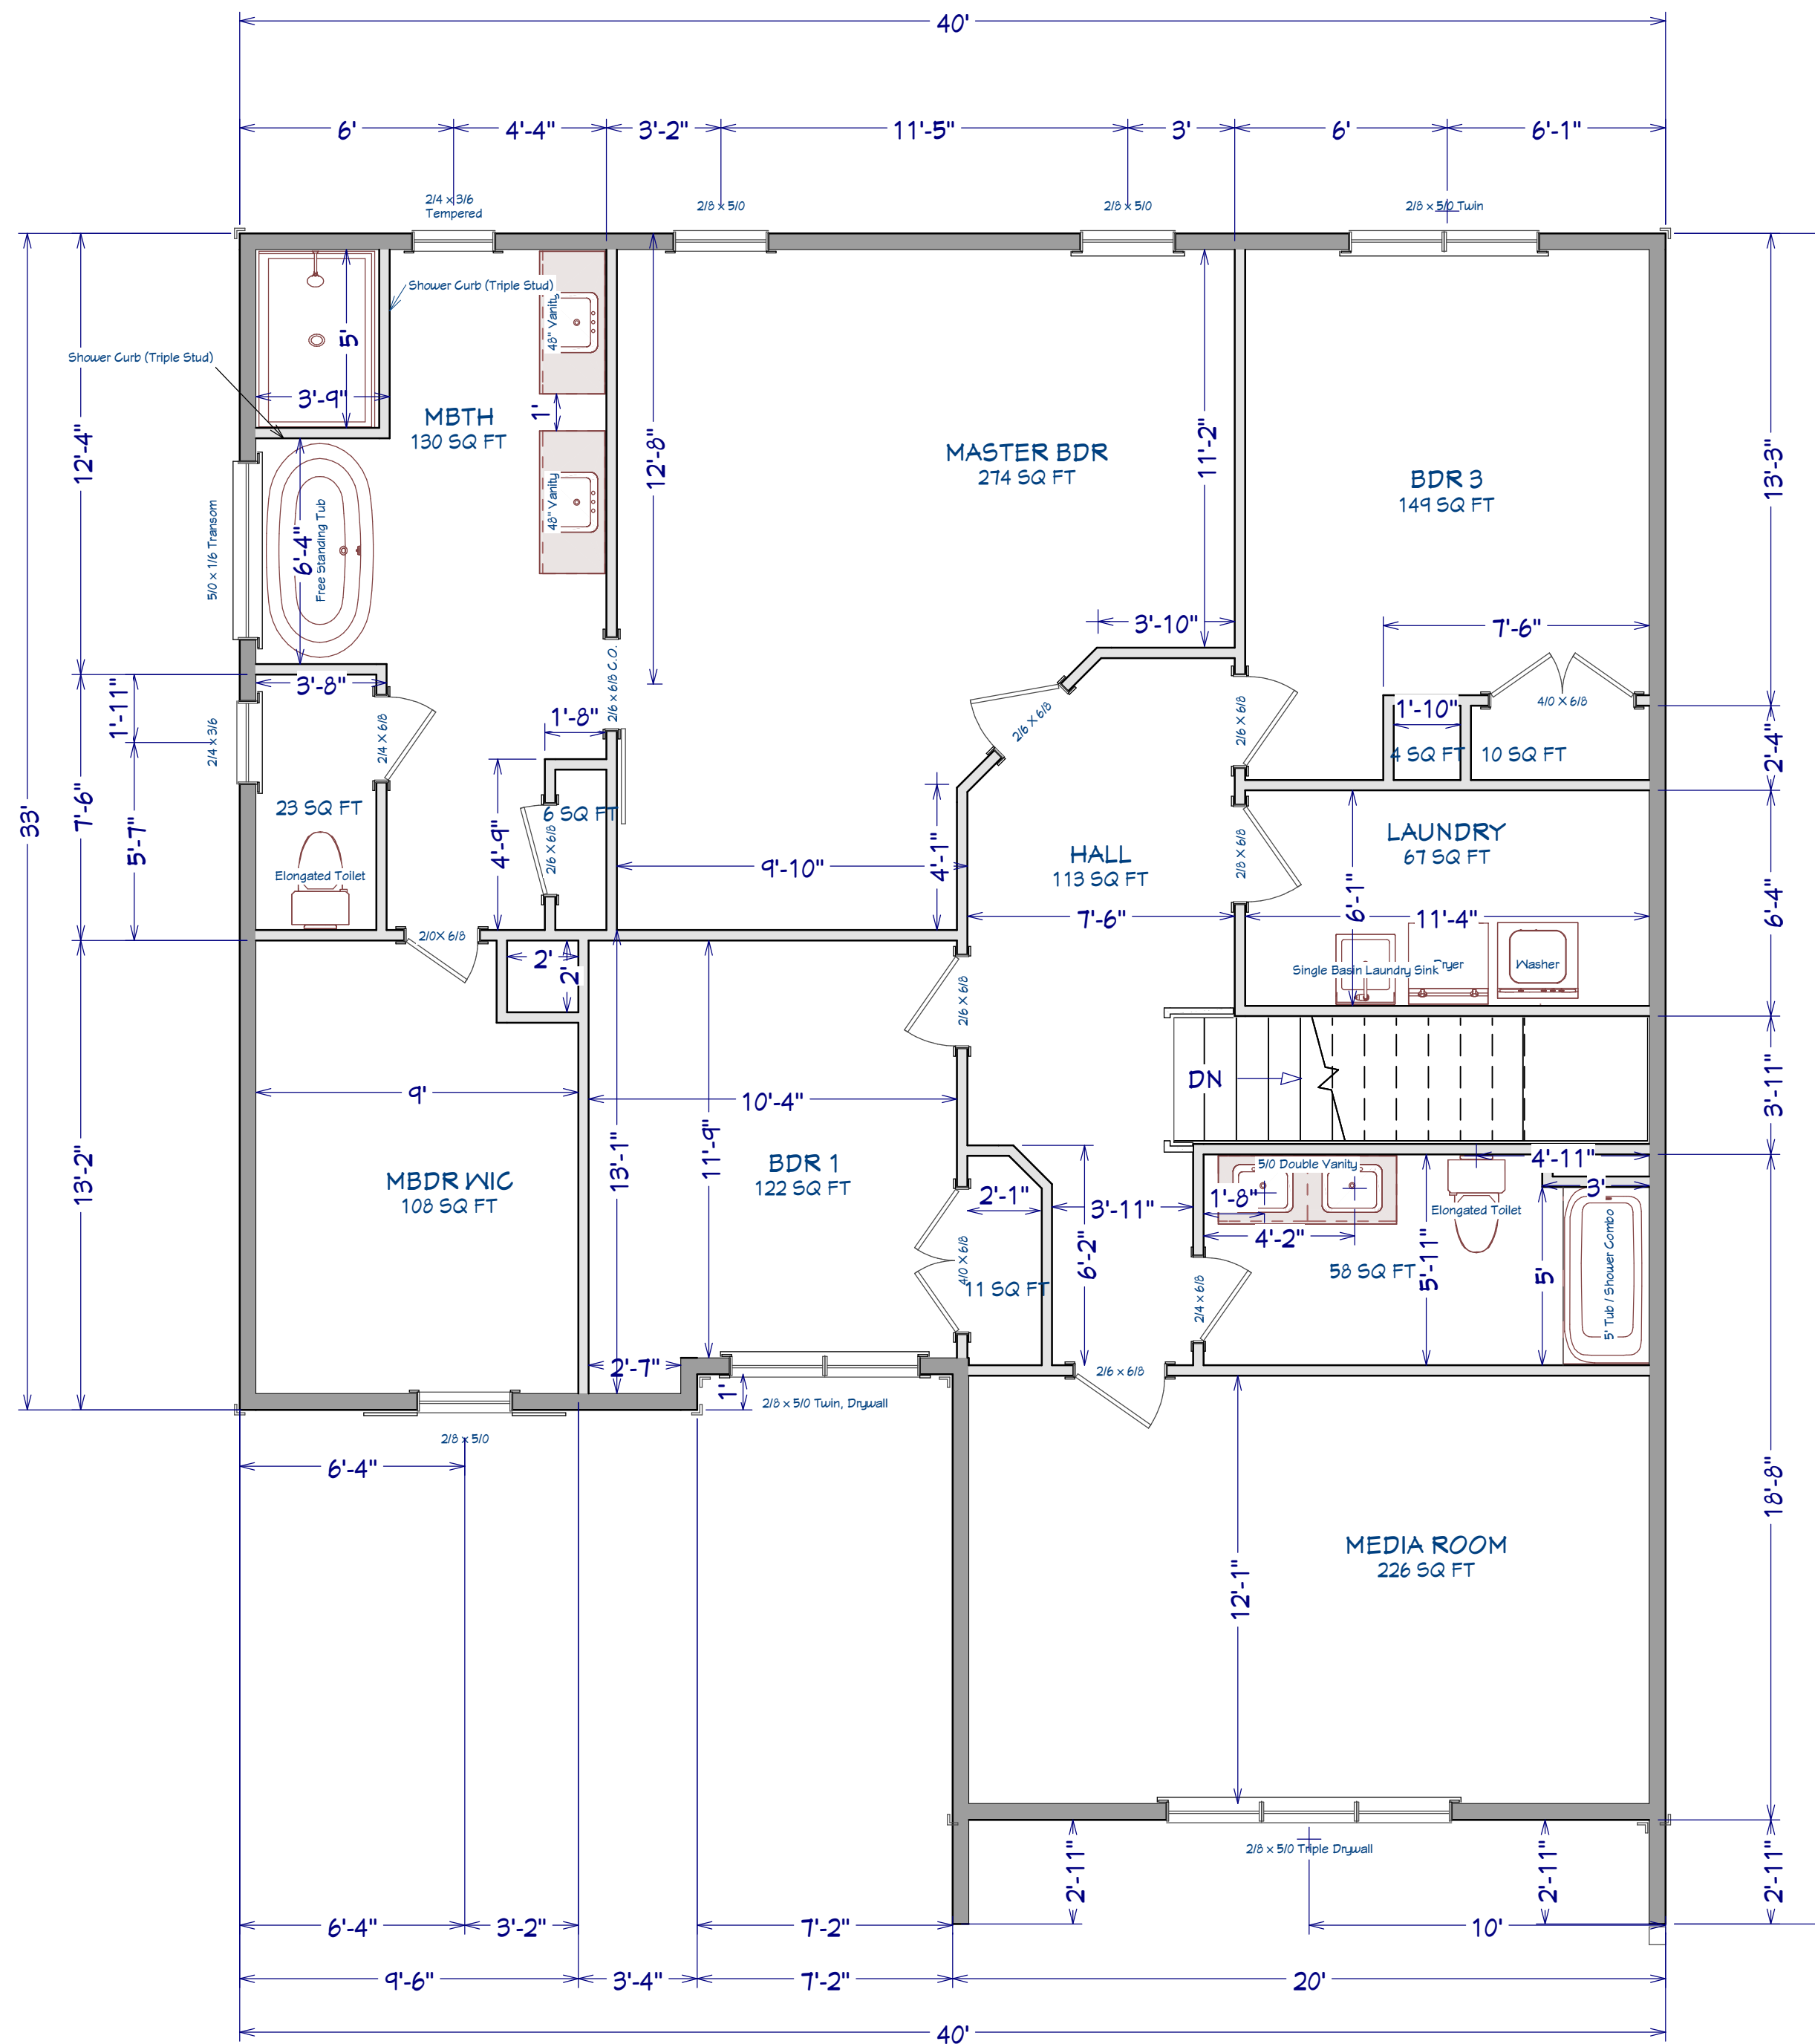 40'
6'
4'-4"
3'-2"
11'-5"
3'
6'
6'-1"
2/4 x 3/6
Tempered
2/8 x 5/0
2/8 x 5/0
2/8 x 5/0 Twin
Shower Curb (Triple Stud)
48" Vanity
5'
Shower Curb (Triple Stud)
3'-9"
1'
MBTH
130 SQ FT
12'-4"
12'-8"
11'-2"
MASTER BDR
274 SQ FT
BDR 3
149 SQ FT
13'-3"
48" Vanity
5/0 x 1/6 Transom
6'-4"
Free Standing Tub
3'-10"
7'-6"
2/6 x 6/8 C.O.
3'-8"
1'-11"
2/4 x 3/6
2/4 x 6/8
1'-8"
2/6 x 6/8
2/6 x 6/8
1'-10"
4/0 X 6/8
4 SQ FT
10 SQ FT
2'-4"
33'
7'-6"
5'-7"
23 SQ FT
6 SQ FT
4'-9"
2/6 X 6/8
Elongated Toilet
9'-10"
4'-1"
HALL
113 SQ FT
2/8 x 6/8
LAUNDRY
67 SQ FT
6'-1"
11'-4"
7'-6"
6'-4"
2/0X 6/8
2'
2'
2/6 X 6/8
Single Basin Laundry Sink
Dryer
Washer
DN
3'-11"
9'
10'-4"
13'-2"
13'-1"
11'-9"
MBDR WIC
108 SQ FT
BDR 1
122 SQ FT
2'-1"
3'-11"
6'-2"
4/0 X 6/8
11 SQ FT
5/0 Double Vanity
1'-8"
4'-2"
4'-11"
3'
Elongated Toilet
5'-11"
58 SQ FT
5'
5' Tub / Shower Combo
2/4 x 6/8
2'-7"
1'
2/8 x 5/0 Twin, Drywall
2/6 x 6/8
2/8 x 5/0
6'-4"
12'-1"
MEDIA ROOM
226 SQ FT
18'-8"
2/8 x 5/0 Triple Drywall
2'-11"
2'-11"
2'-11"
6'-4"
3'-2"
7'-2"
10'
9'-6"
3'-4"
7'-2"
20'
40'